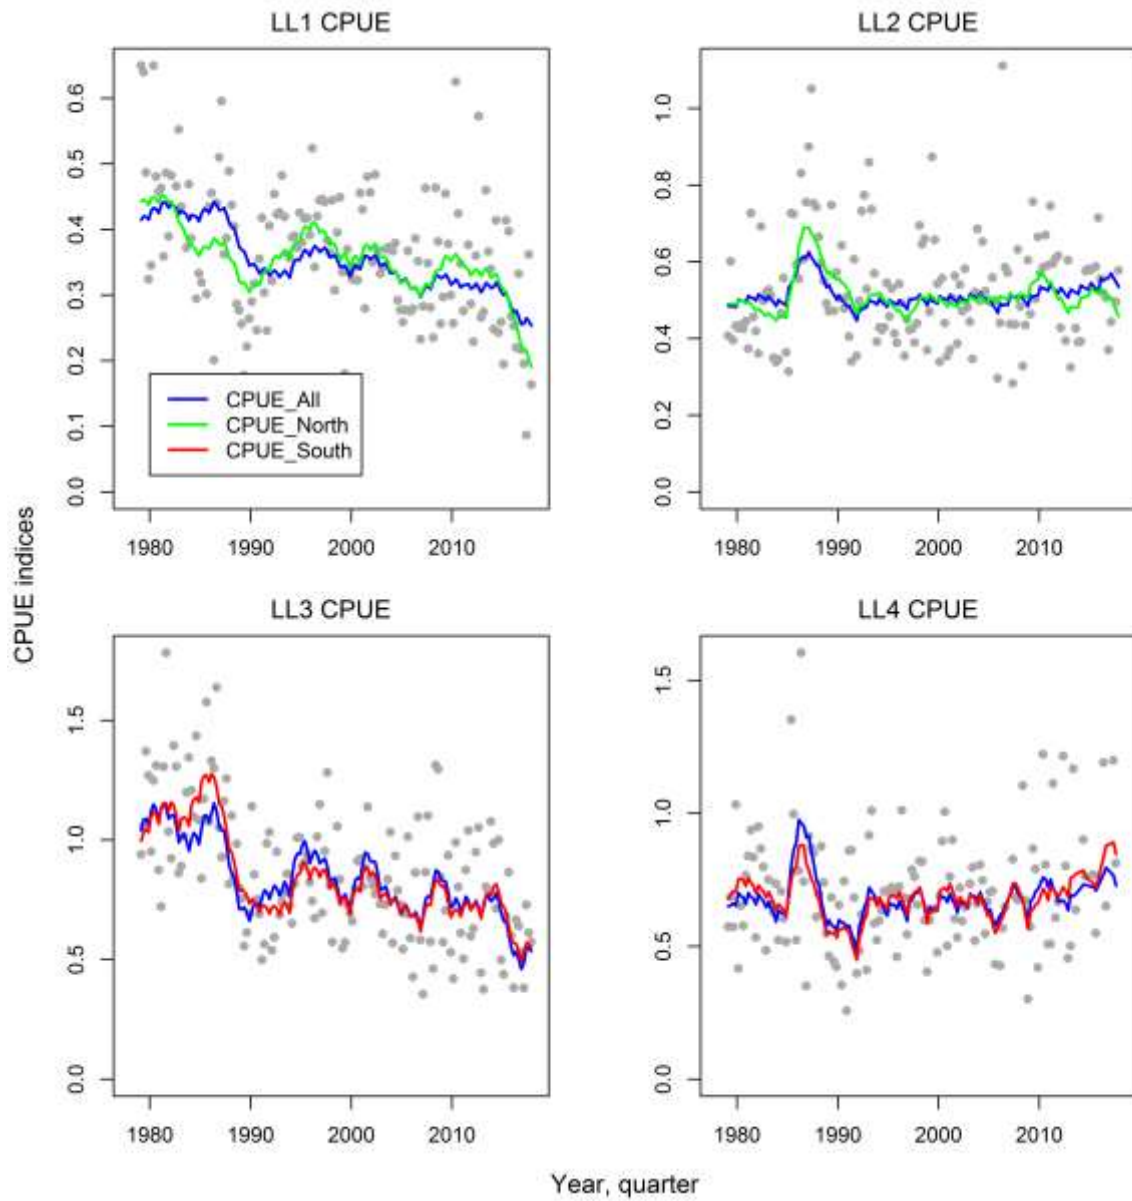 LL1 CPUE
0.0 0.1 0.2 0.3 0.4 0.5 0.6
CPUE_All
CPUE_North
CPUE_South
1980 1990 2000 2010
LL2 CPUE
0.0 0.2 0.4 0.6 0.8 1.0
1980 1990 2000 2010
CPUE indices
LL3 CPUE
0.0 0.5 1.0 1.5
1980 1990 2000 2010
LL4 CPUE
0.0 0.5 1.0 1.5
1980 1990 2000 2010
Year, quarter